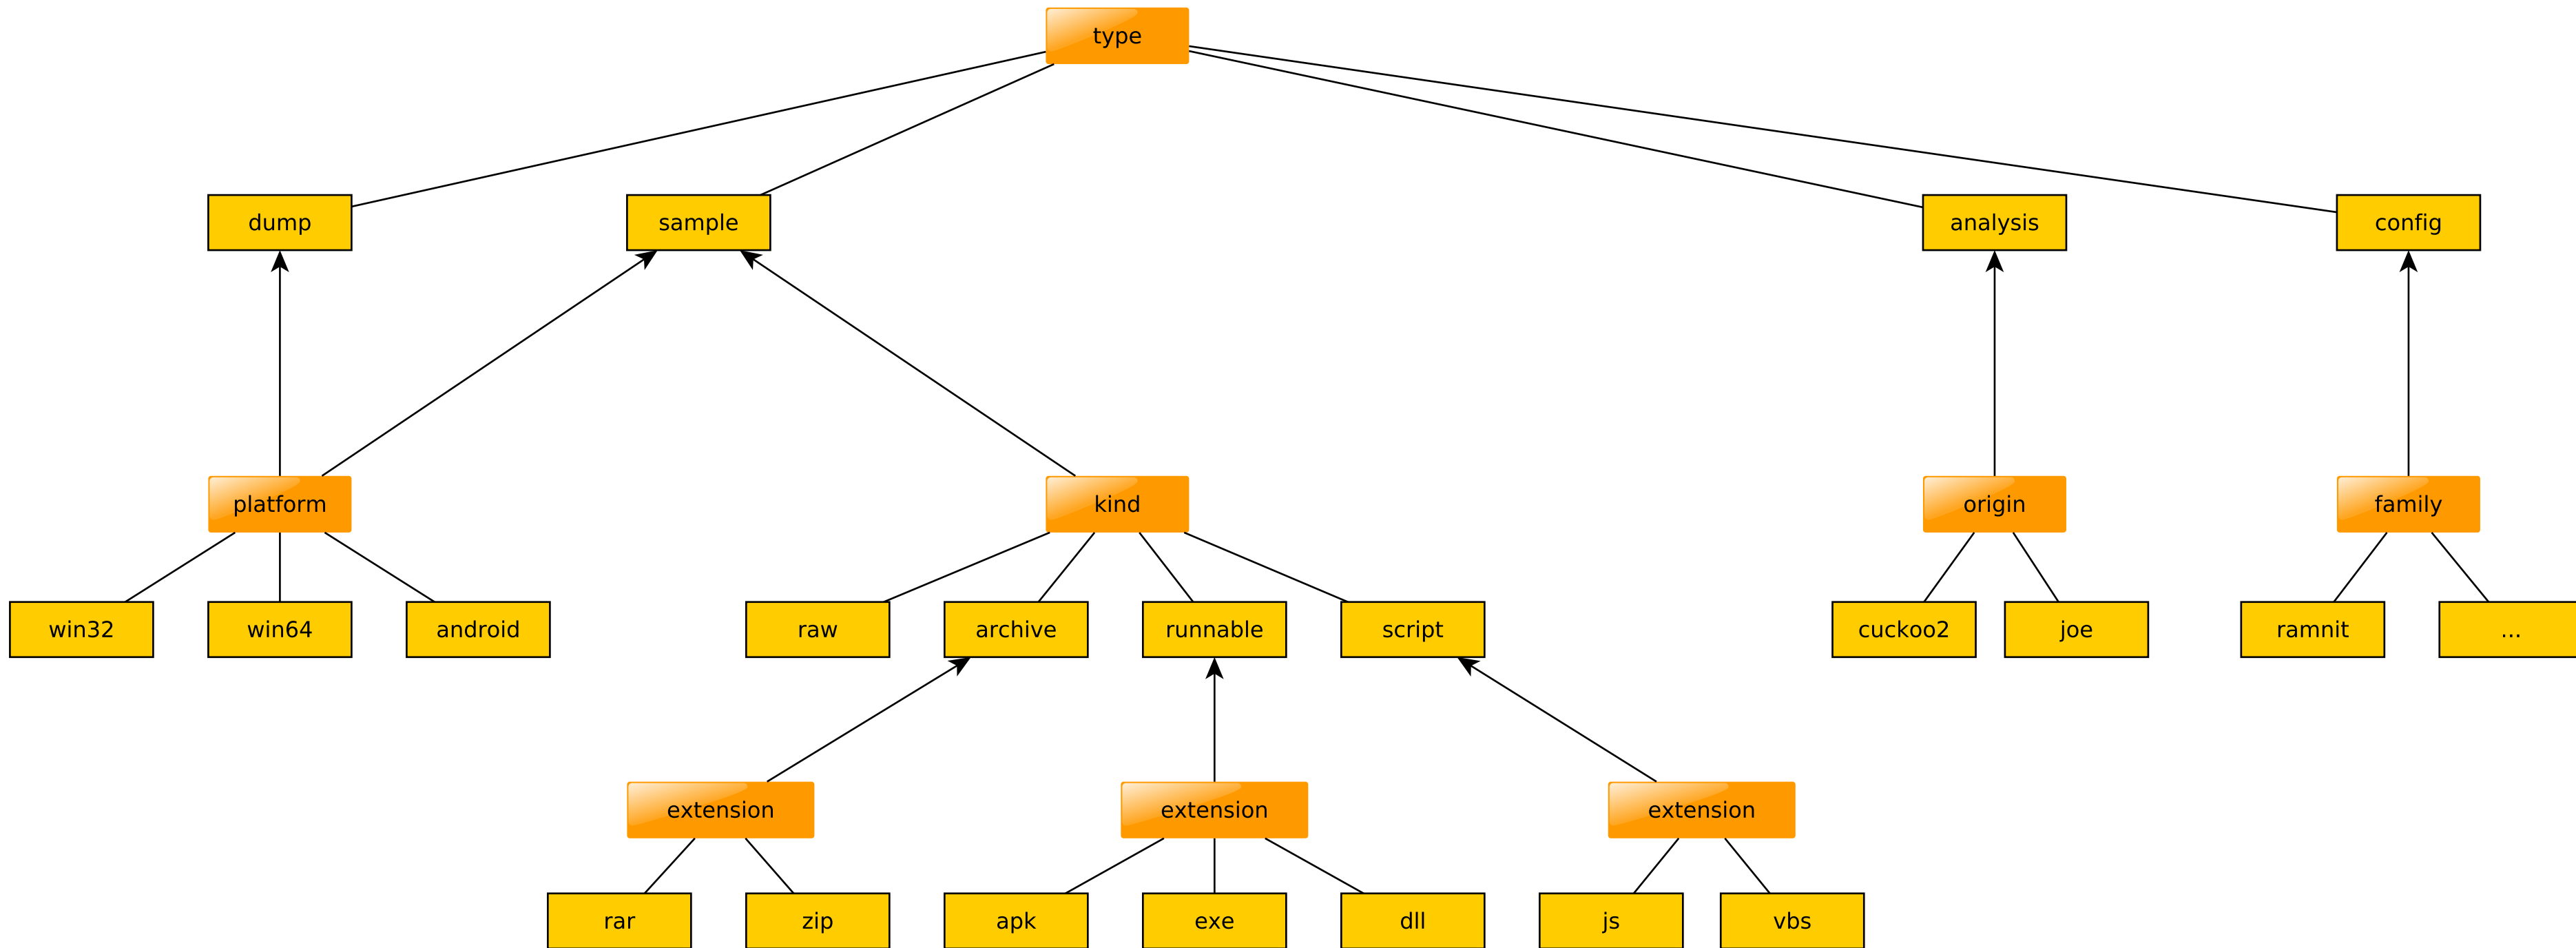 type
dump
sample
analysis
config
platform
kind
origin
family
win32
win64
android
raw
archive
runnable
script
cuckoo2
joe
ramnit
...
extension
extension
extension
rar
zip
apk
exe
dll
js
vbs